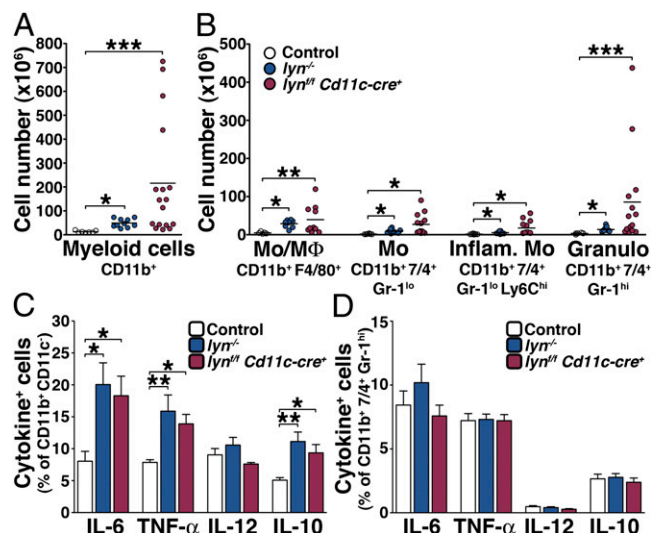 A
Cell number (x10⁶)
800
700
600
500
400
300
200
100
0
***
*
Myeloid cells
CD11b⁺
B
Cell number (x10⁶)
500
400
300
200
100
0
Control
lyn⁻/⁻
lynᶠ/ᶠ Cd11c-cre⁺
**
*
*
*
*
*
***
*
Mo/MΦ
CD11b⁺ F4/80⁺
Mo
CD11b⁺ 7/4⁺
Gr-1ˡᵒ
Inflam. Mo
CD11b⁺ 7/4⁺
Gr-1ˡᵒ Ly6Cʰⁱ
Granulo
CD11b⁺ 7/4⁺
Gr-1ʰⁱ
C
Cytokine⁺ cells
(% of CD11b⁺ CD11c⁻)
30
25
20
15
10
5
0
Control
lyn⁻/⁻
lynᶠ/ᶠ Cd11c-cre⁺
*
*
*
**
*
**
IL-6
TNF-α
IL-12
IL-10
D
Cytokine⁺ cells
(% of CD11b⁺ 7/4⁺ Gr-1ʰⁱ)
15
10
5
0
Control
lyn⁻/⁻
lynᶠ/ᶠ Cd11c-cre⁺
IL-6
TNF-α
IL-12
IL-10